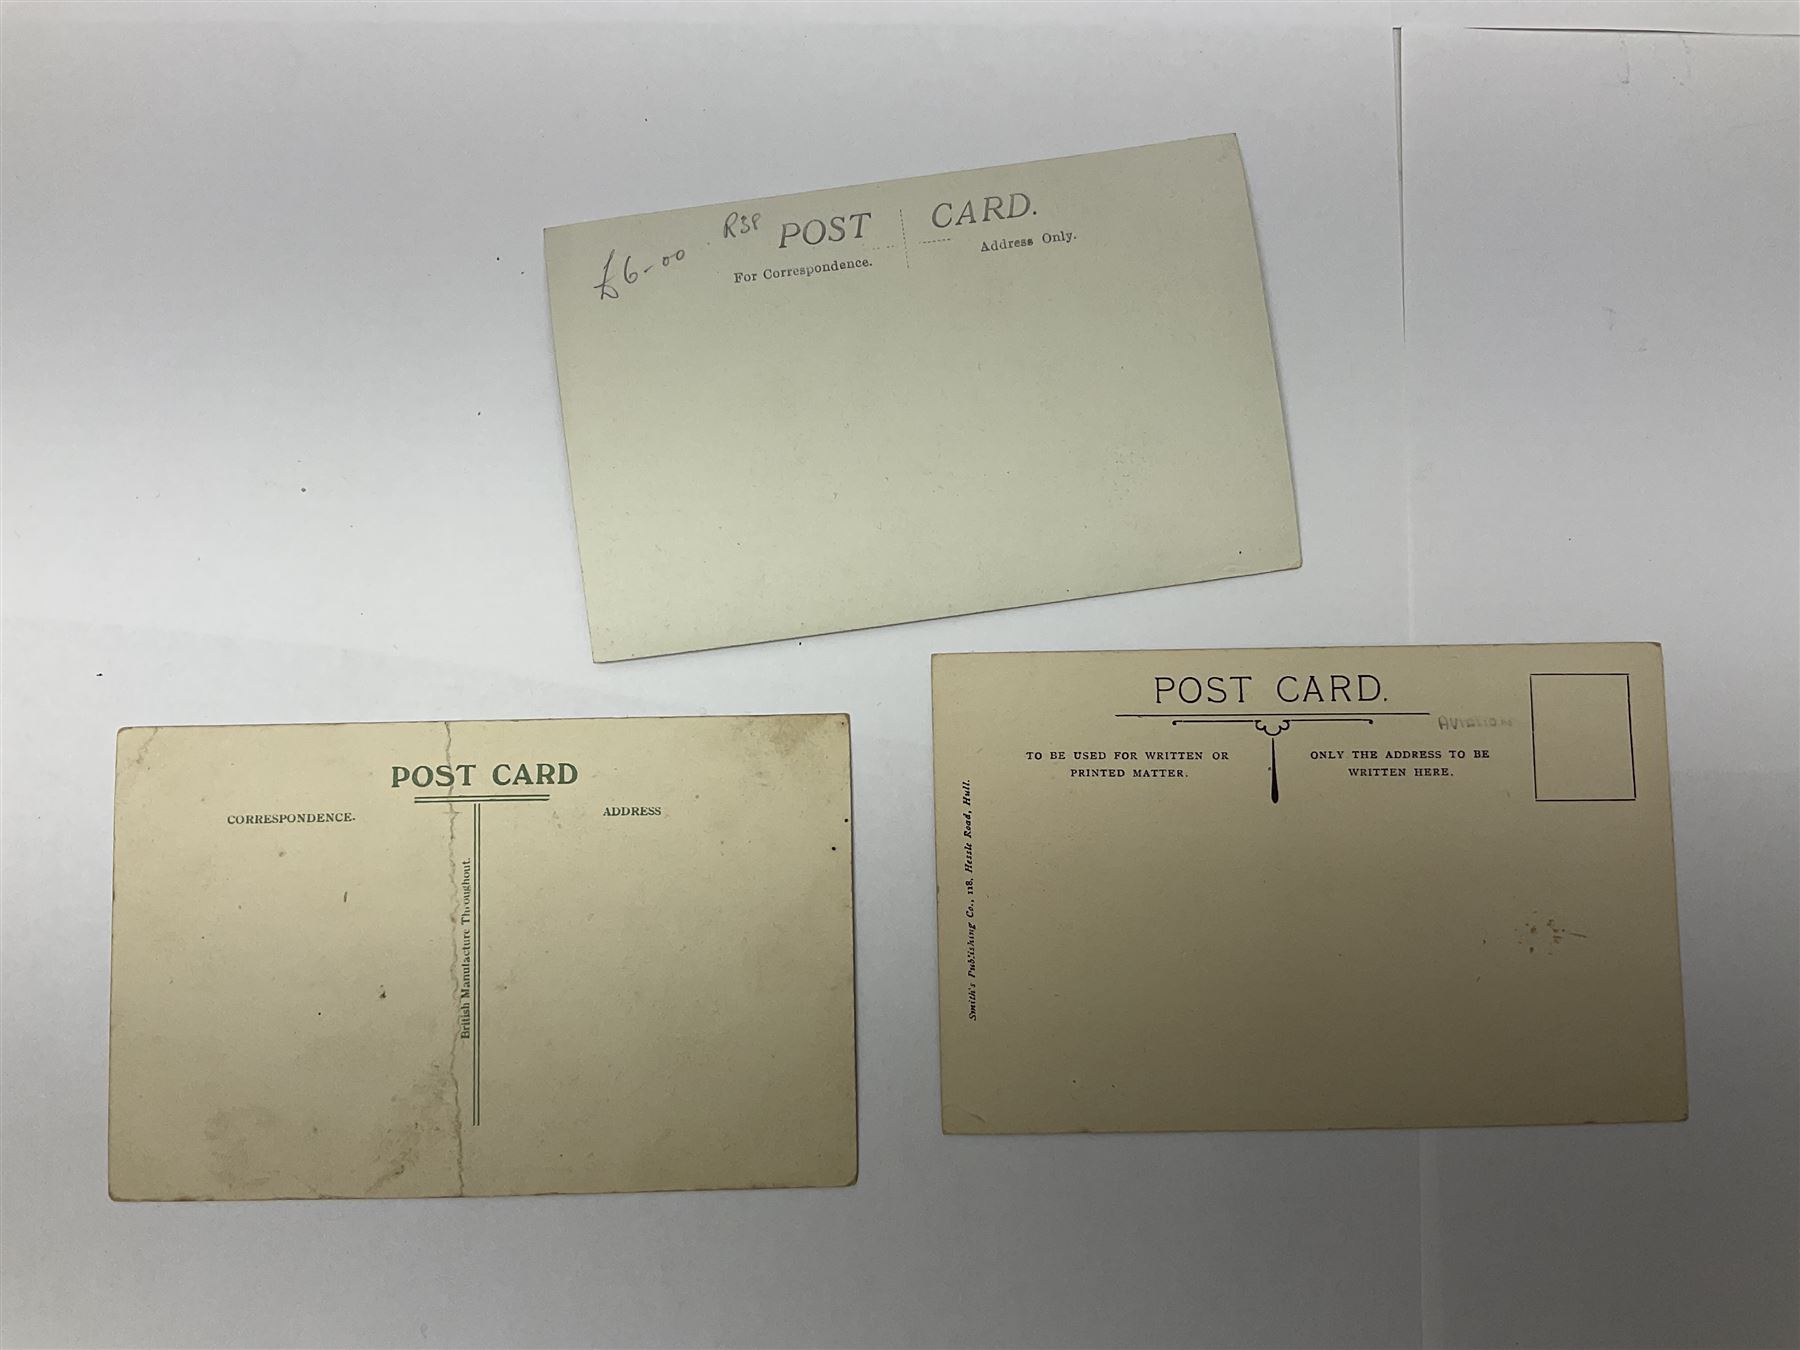 £6-00
R3P
POST CARD.
For Correspondence.
Address Only.
POST CARD
CORRESPONDENCE.
ADDRESS
British Manufacture Throughout.
POST CARD.
AVIATION
TO BE USED FOR WRITTEN OR
PRINTED MATTER.
ONLY THE ADDRESS TO BE
WRITTEN HERE.
Smith's Publishing Co., 118, Hessle Road, Hull.